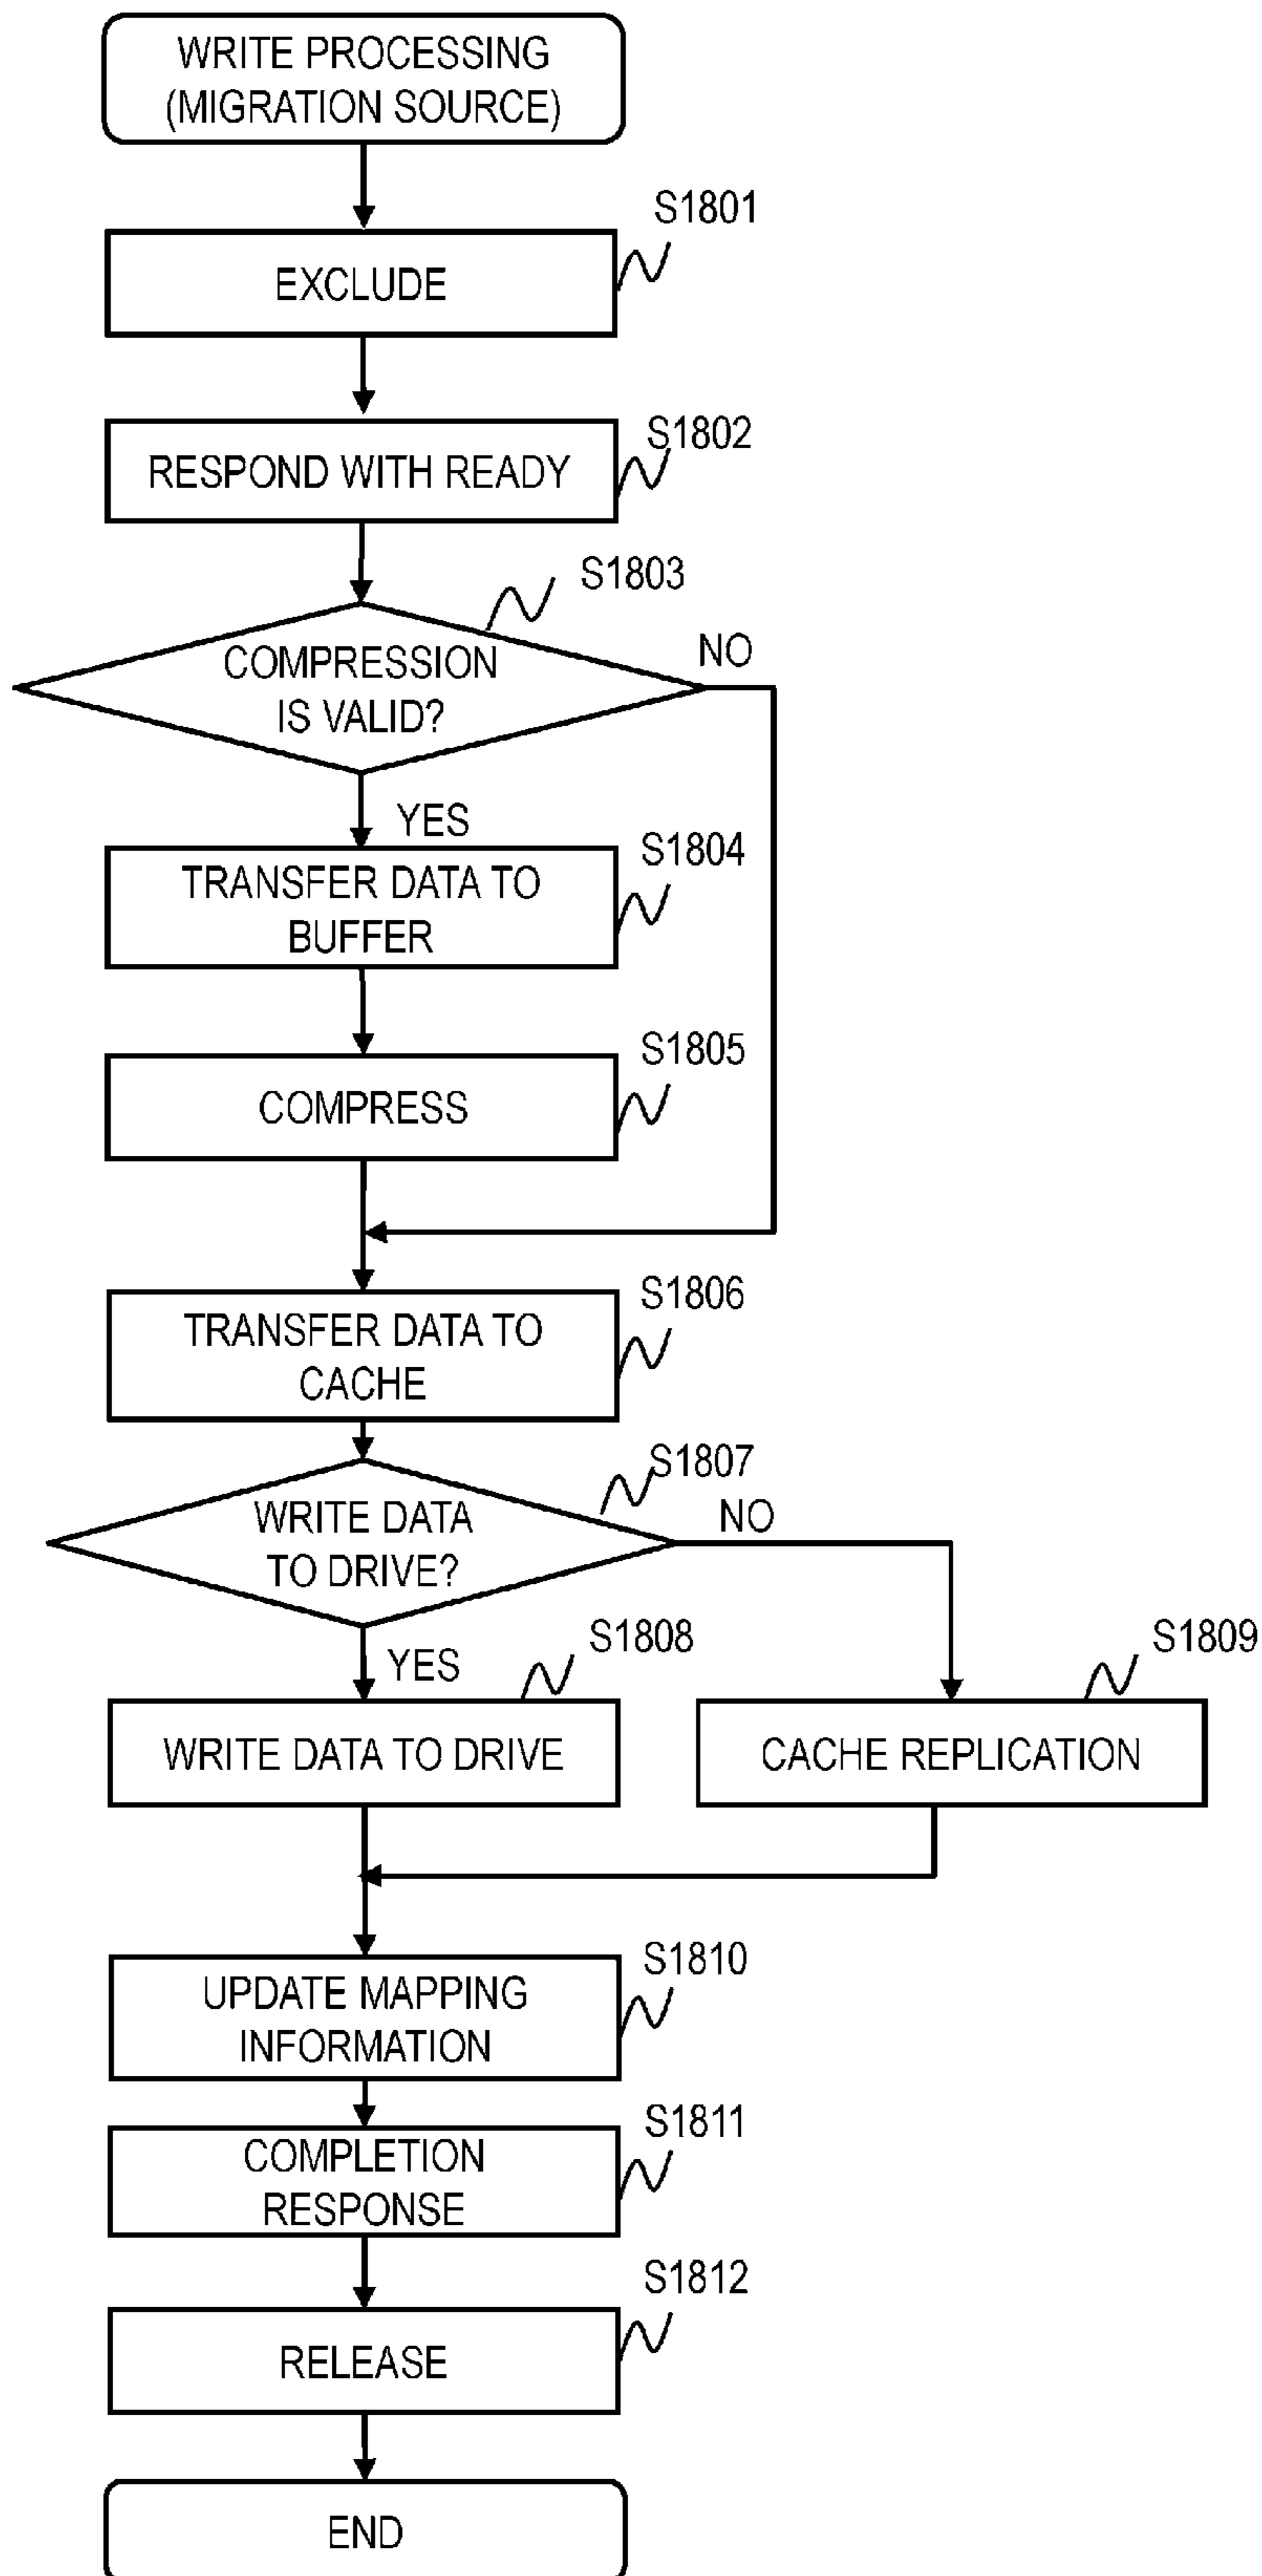 WRITE PROCESSING
(MIGRATION SOURCE)
S1801
EXCLUDE
S1802
RESPOND WITH READY
S1803
COMPRESSION
IS VALID?
NO
YES
S1804
TRANSFER DATA TO
BUFFER
S1805
COMPRESS
S1806
TRANSFER DATA TO
CACHE
S1807
WRITE DATA
TO DRIVE?
NO
YES
S1808
S1809
WRITE DATA TO DRIVE
CACHE REPLICATION
S1810
UPDATE MAPPING
INFORMATION
S1811
COMPLETION
RESPONSE
S1812
RELEASE
END